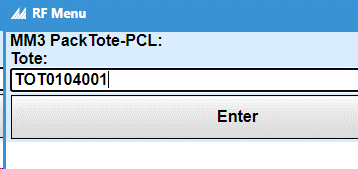 RF Menu
MM3 PackTote-PCL:
Tote:
TOT0104001
Enter